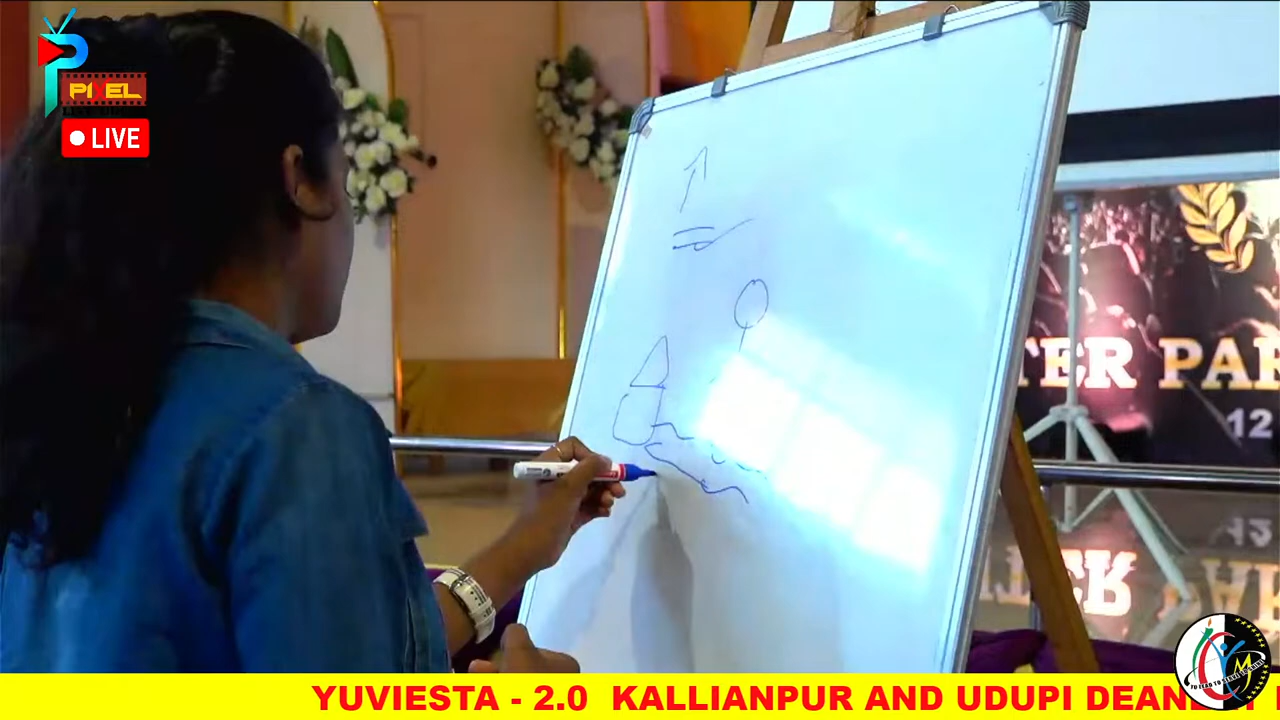 PIXEL
LIVE
TER PAR
12
YUVIESTA - 2.0 KALLIANPUR AND UDUPI DEAN